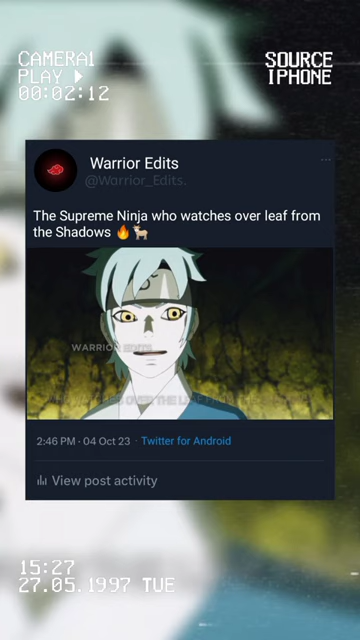 CAMERA1
PLAY
00:02:12
SOURCE
IPHONE
Warrior Edits
@Warrior_Edits.
The Supreme Ninja who watches over leaf from
the Shadows 🔥🐐
WARRIOR EDITS
2:46 PM · 04 Oct 23 · Twitter for Android
View post activity
15:27
27.05.1997 TUE